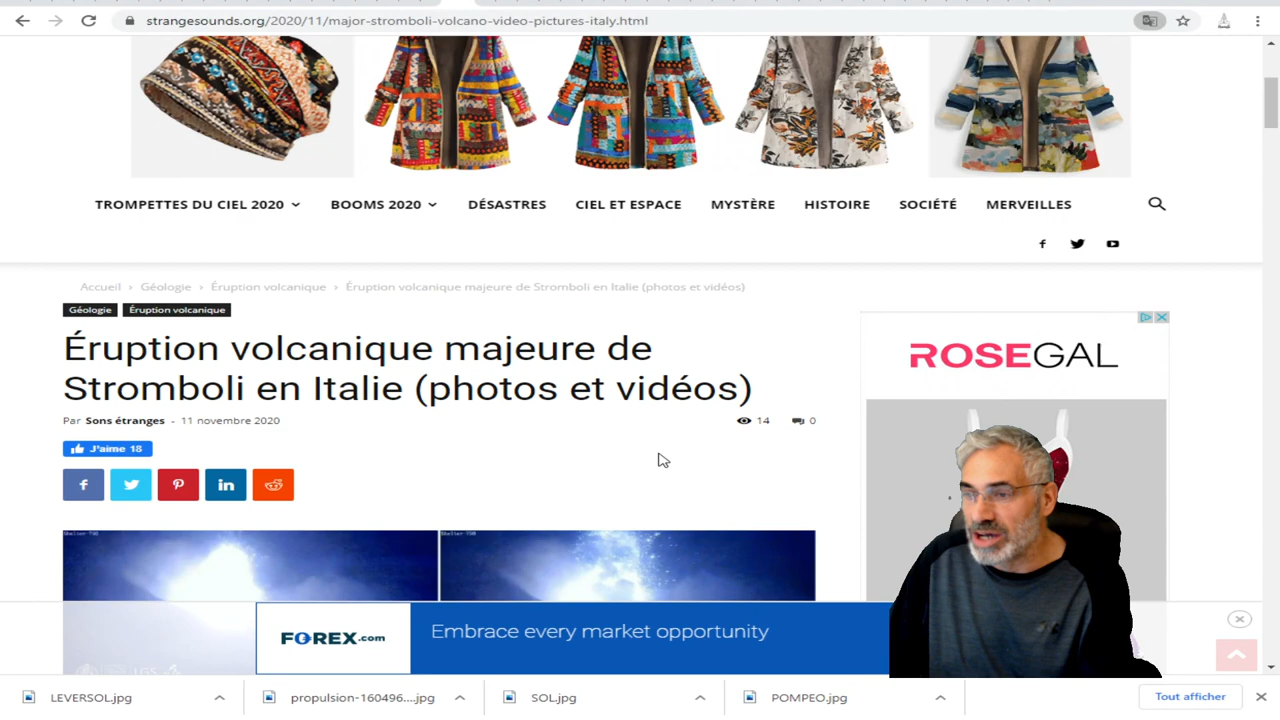 strangesounds.org/2020/11/major-stromboli-volcano-video-pictures-italy.html
TROMPETTES DU CIEL 2020
BOOMS 2020
DÉSASTRES
CIEL ET ESPACE
MYSTÈRE
HISTOIRE
SOCIÉTÉ
MERVEILLES
Accueil › Géologie › Éruption volcanique › Éruption volcanique majeure de Stromboli en Italie (photos et vidéos)
Géologie Éruption volcanique
Éruption volcanique majeure de
Stromboli en Italie (photos et vidéos)
Par Sons étranges - 11 novembre 2020
14 0
J'aime 18
ROSEGAL
LGS
FOREX.com
Embrace every market opportunity
LEVERSOL.jpg
propulsion-160496....jpg
SOL.jpg
POMPEO.jpg
Tout afficher